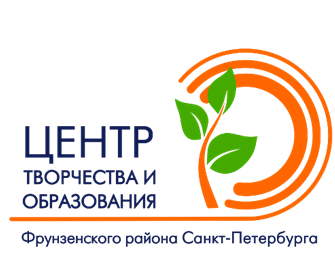 ЦЕНТР
ТВОРЧЕСТВА И
ОБРАЗОВАНИЯ
Фрунзенского района Санкт-Петербурга